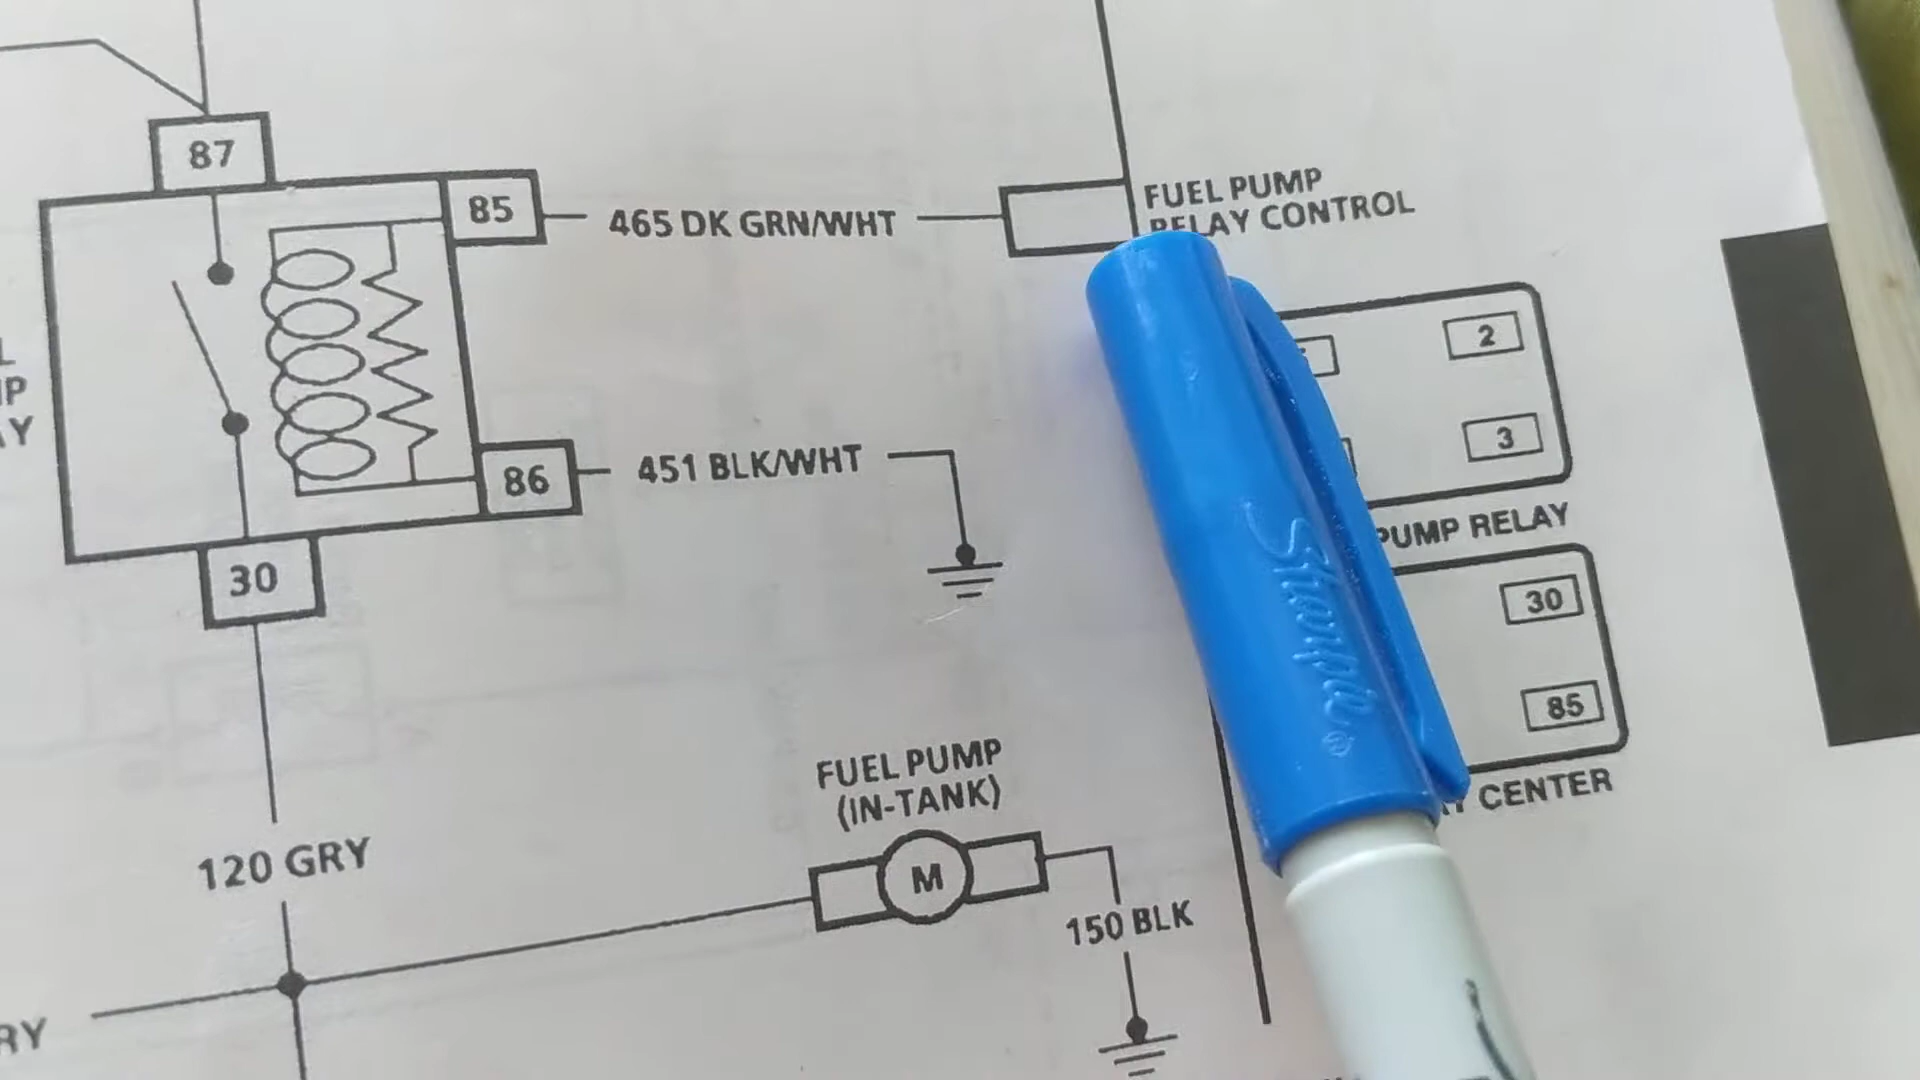 87
85
465 DK GRN/WHT
FUEL PUMP
RELAY CONTROL
2
3
86
451 BLK/WHT
PUMP RELAY
30
30
85
CENTER
FUEL PUMP
(IN-TANK)
M
120 GRY
150 BLK
Sharpie®